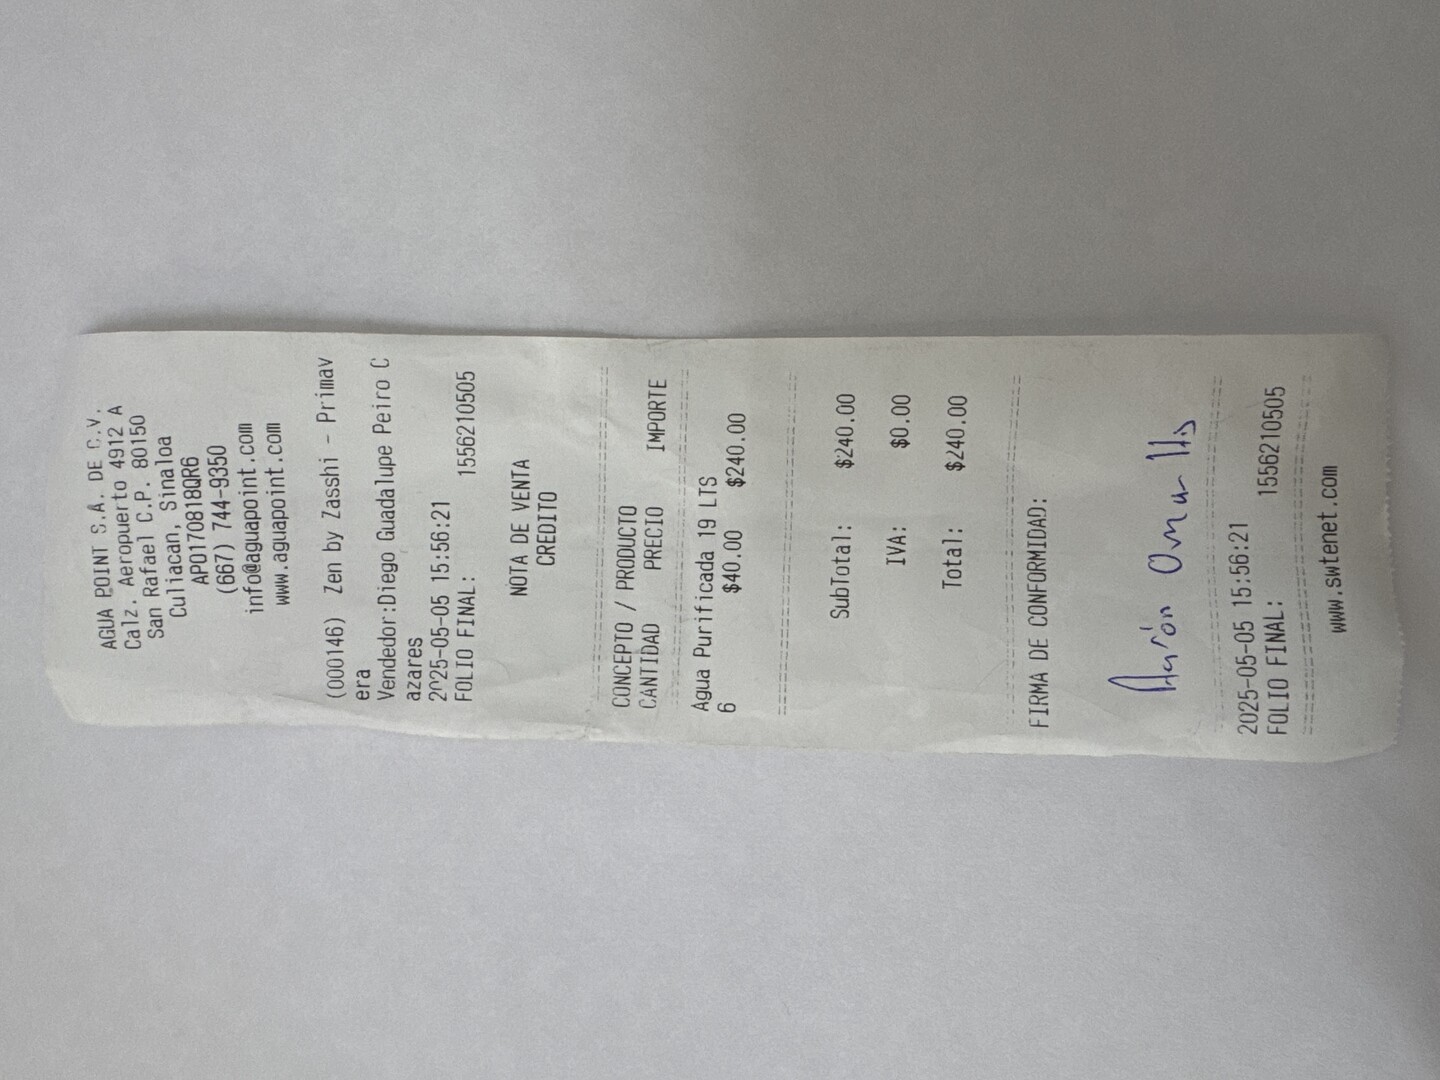 AGUA POINT S.A. DE C.V.
Calz. Aeropuerto 4912 A
San Rafael C.P. 80150
Culiacan, Sinaloa
APO170818QR6
(667) 744-9350
info@aguapoint.com
www.aguapoint.com
(000146) Zen by Zasshi - Primav
era
Vendedor:Diego Guadalupe Peiro C
azares
2025-05-05 15:56:21
FOLIO FINAL: 1556210505
NOTA DE VENTA
CREDITO
CONCEPTO / PRODUCTO
CANTIDAD PRECIO IMPORTE
Agua Purificada 19 LTS
6 $40.00 $240.00
SubTotal: $240.00
IVA: $0.00
Total: $240.00
FIRMA DE CONFORMIDAD:
Omar
2025-05-05 15:56:21
FOLIO FINAL: 1556210505
www.swtenet.com